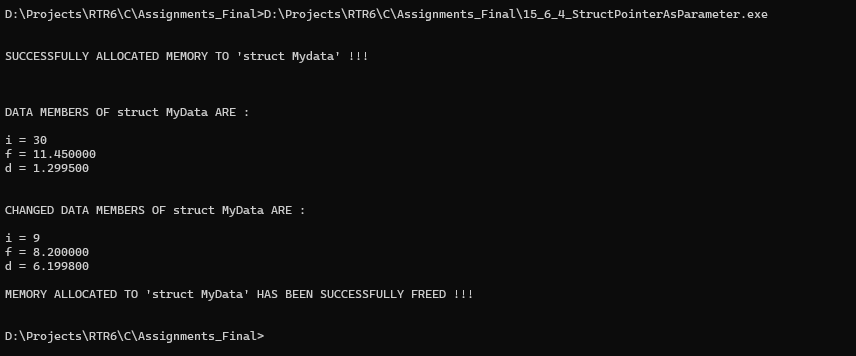 D:\Projects\RTR6\C\Assignments_Final>D:\Projects\RTR6\C\Assignments_Final\15_6_4_StructPointerAsParameter.exe
SUCCESSFULLY ALLOCATED MEMORY TO 'struct Mydata' !!!
DATA MEMBERS OF struct MyData ARE :
i = 30
f = 11.450000
d = 1.299500
CHANGED DATA MEMBERS OF struct MyData ARE :
i = 9
f = 8.200000
d = 6.199800
MEMORY ALLOCATED TO 'struct MyData' HAS BEEN SUCCESSFULLY FREED !!!
D:\Projects\RTR6\C\Assignments_Final>